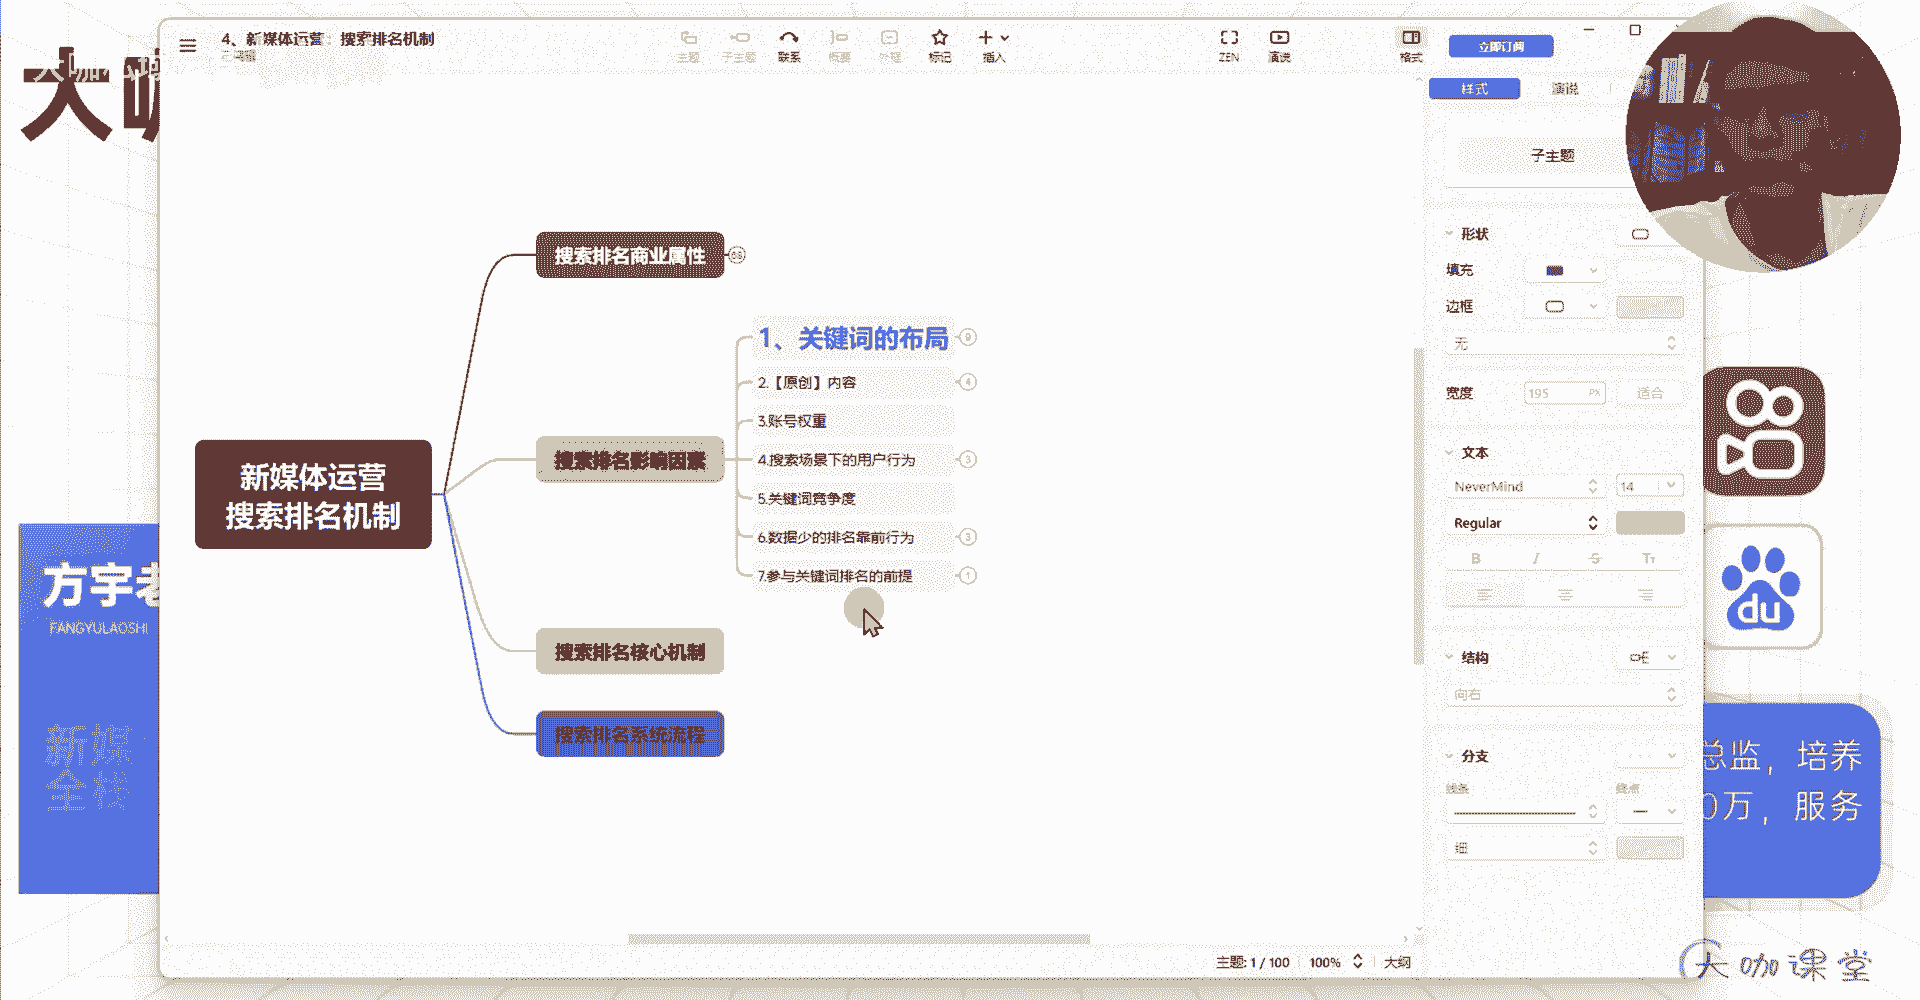 4、新媒体运营：搜索排名机制
主题
子主题
联系
概要
外框
标记
插入
ZEN
演说
格式
立即订阅
样式
演说
大咖
子主题
搜索排名商业属性
形状
填充
边框
无
1、关键词的布局
9
2.【原创】内容
4
3.账号权重
宽度
195
PX
适合
搜索排名影响因素
4.搜索场景下的用户行为
3
文本
新媒体运营
搜索排名机制
5.关键词竞争度
NeverMind
14
6.数据少的排名靠前行为
3
Regular
7.参与关键词排名的前提
1
B I S Tт
方宇老
FANGYULAOSHI
du
搜索排名核心机制
结构
向右
搜索排名系统流程
新媒
全栈
分支
线条
终点
细
总监，培养
0万，服务
主题: 1 / 100
100%
大纲
大咖课堂